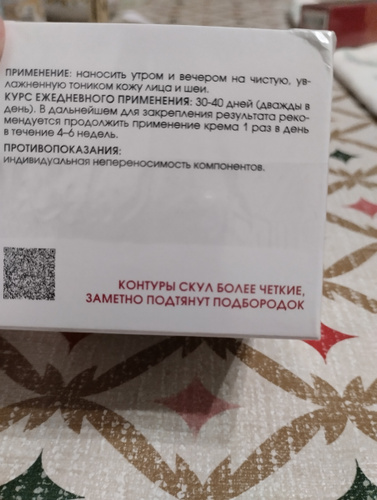 ПРИМЕНЕНИЕ: наносить утром и вечером на чистую, ув-
лажненную тоником кожу лица и шеи.
КУРС ЕЖЕДНЕВНОГО ПРИМЕНЕНИЯ: 30-40 дней (дважды в
день). В дальнейшем для закрепления результата реко-
мендуется продолжить применение крема 1 раз в день
в течение 4-6 недель.
ПРОТИВОПОКАЗАНИЯ:
индивидуальная непереносимость компонентов.
КОНТУРЫ СКУЛ БОЛЕЕ ЧЕТКИЕ,
ЗАМЕТНО ПОДТЯНУТ ПОДБОРОДОК